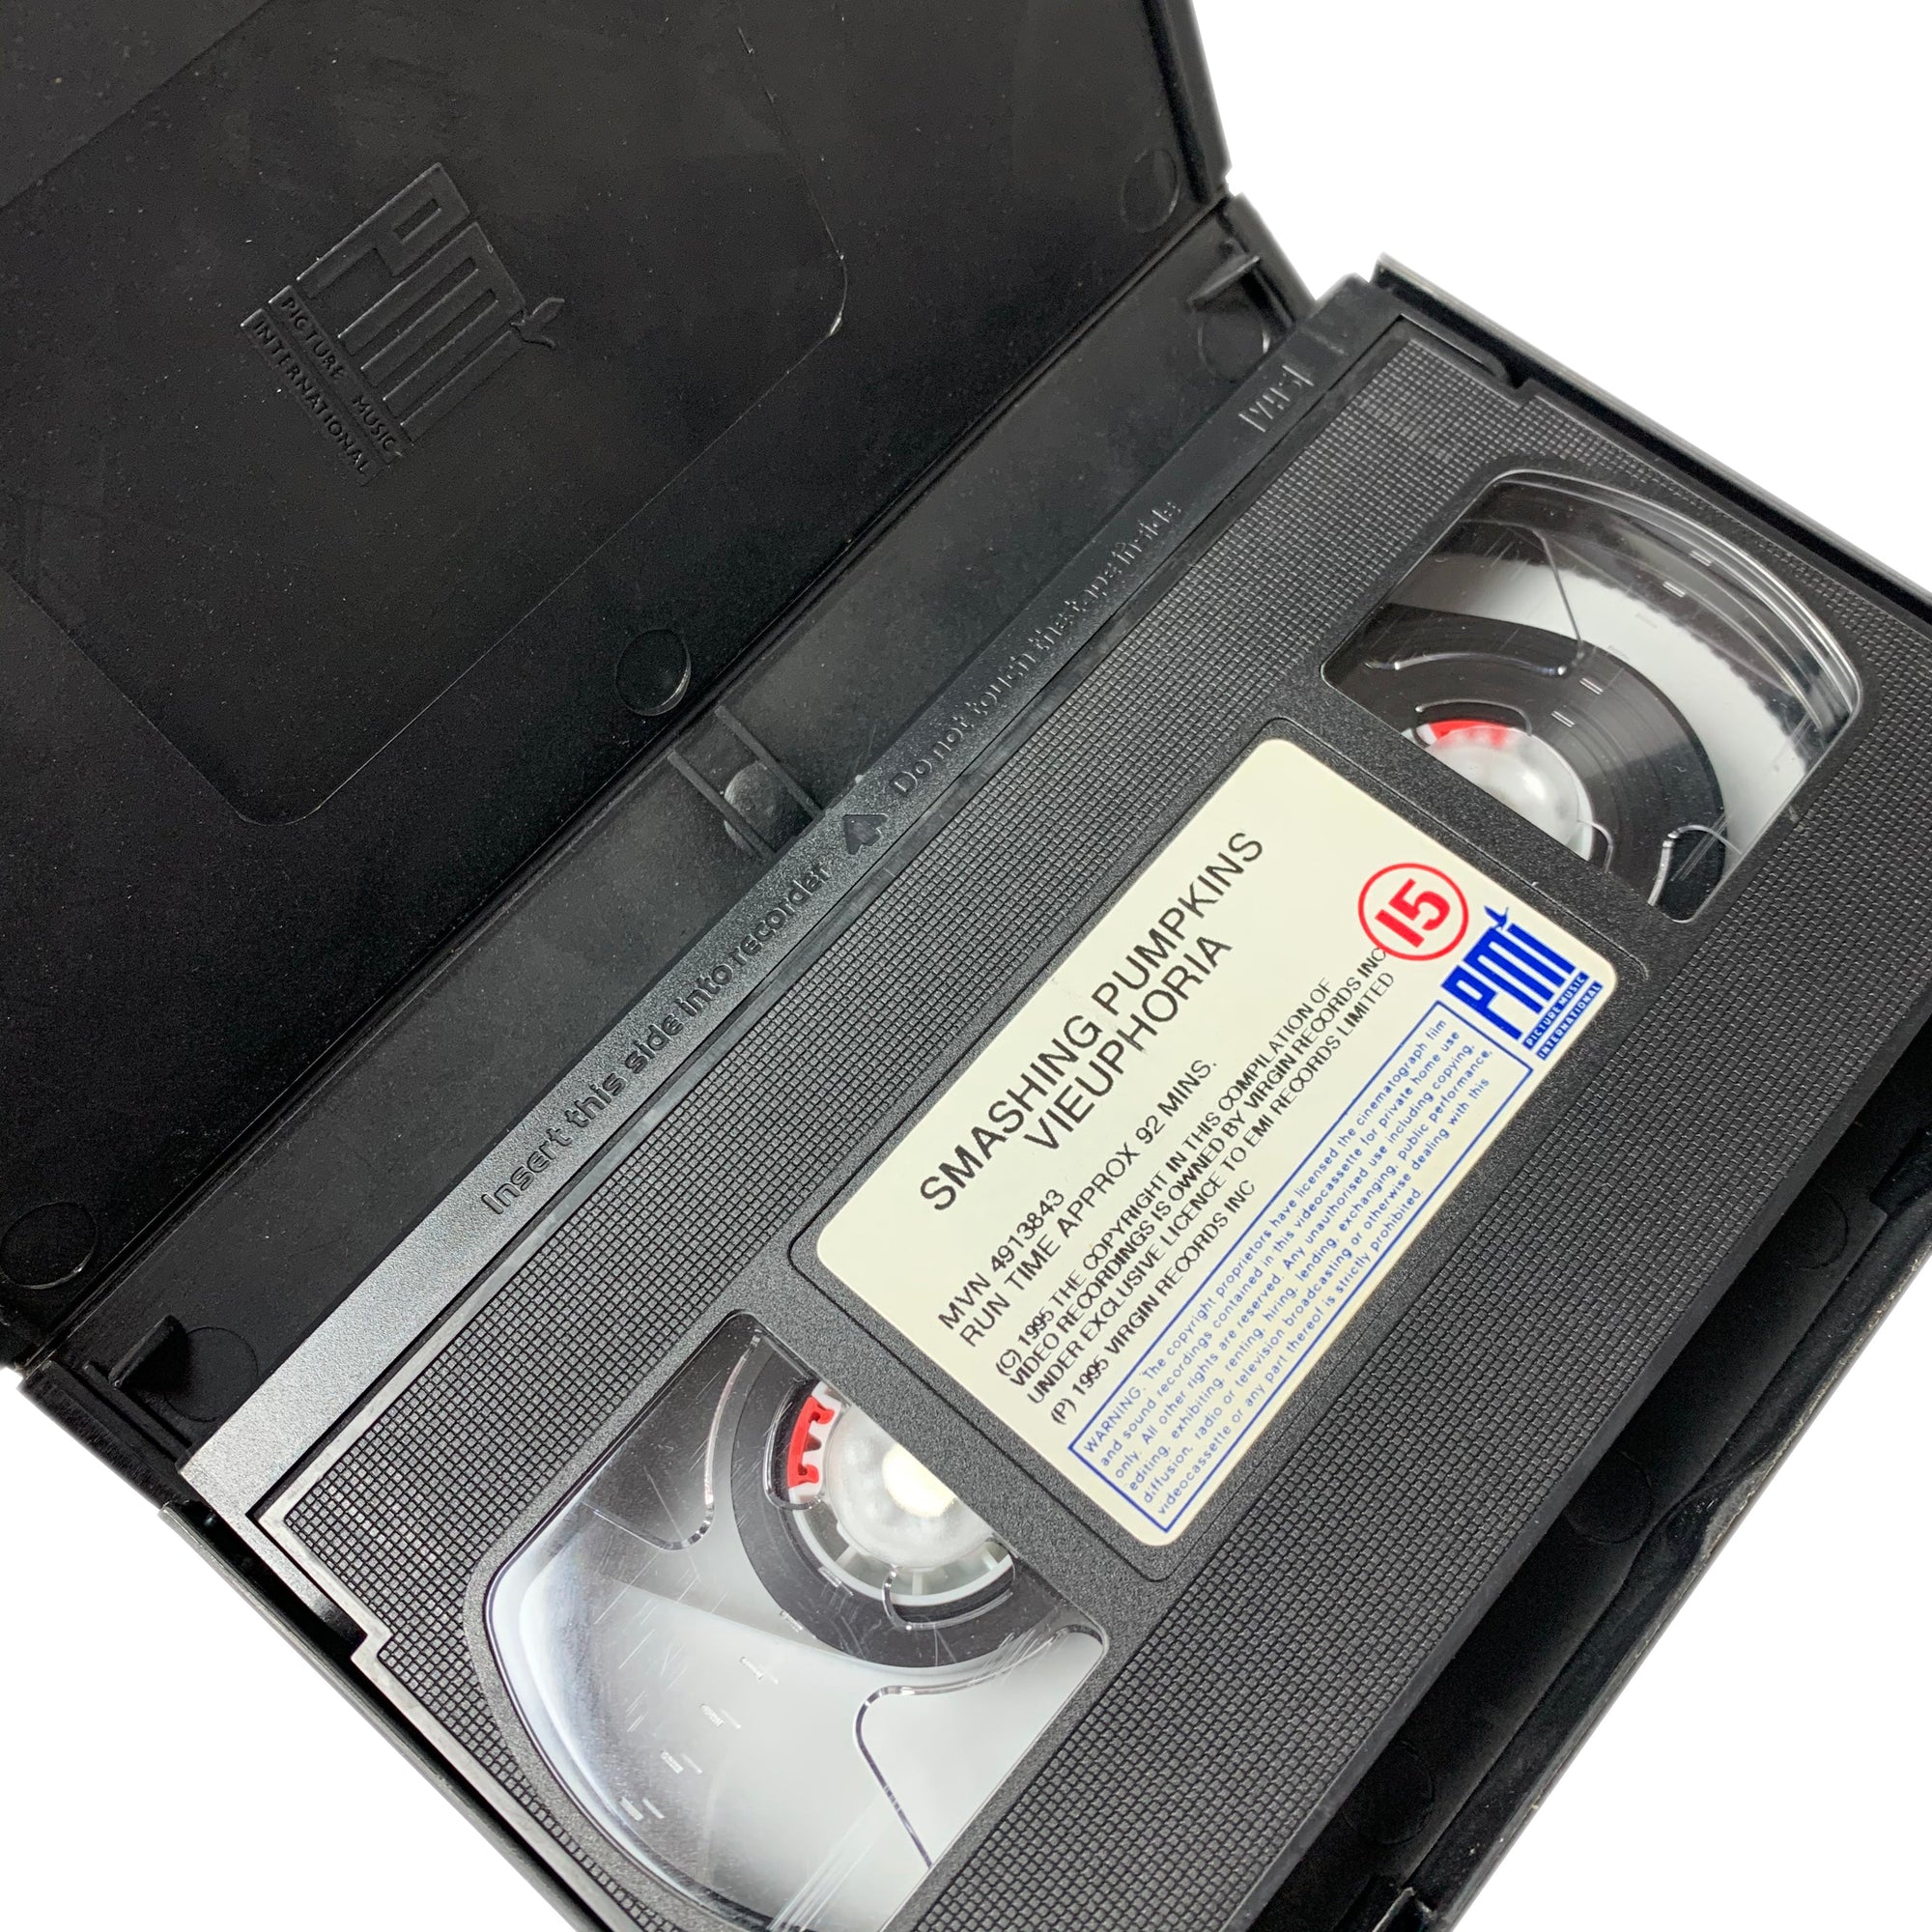 PMI
PICTURE MUSIC
INTERNATIONAL
VHS
Insert this side into recorder
Do not touch the tape inside
SMASHING PUMPKINS
VIEUPHORIA
MVN 4913843
RUN TIME APPROX 92 MINS.
(C) 1995 THE COPYRIGHT IN THIS COMPILATION OF
VIDEO RECORDINGS IS OWNED BY VIRGIN RECORDS INC
UNDER EXCLUSIVE LICENCE TO EMI RECORDS LIMITED
(P) 1995 VIRGIN RECORDS INC
15
PMI
PICTURE MUSIC
INTERNATIONAL
WARNING. The copyright proprietors have licensed the cinematograph film
and sound recordings contained in this videocassette for private home use
only. All other rights are reserved. Any unauthorised use including copying,
editing, exhibiting, renting, hiring, lending, exchanging, public performance,
diffusion, radio or television broadcasting or otherwise dealing with this
videocassette or any part thereof is strictly prohibited.